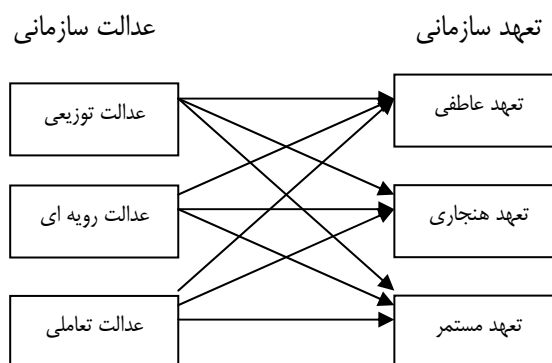 تعهد سازمانی
عدالت سازمانی
تعهد عاطفی
عدالت توزیعی
تعهد هنجاری
عدالت رویه ای
تعهد مستمر
عدالت تعاملی